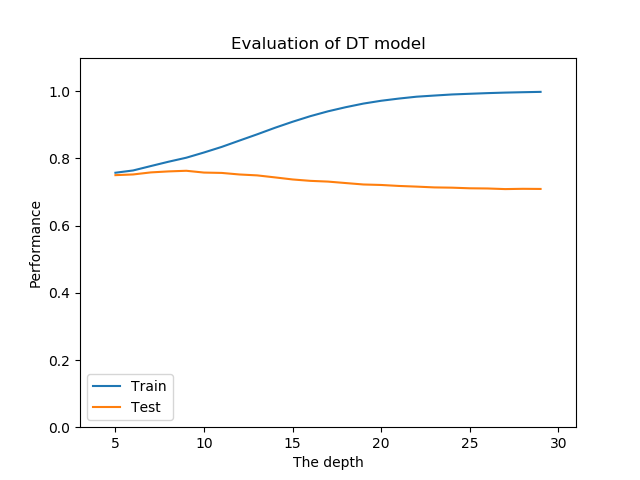 Evaluation of DT model
Performance
1.0
0.8
0.6
0.4
0.2
0.0
Train
Test
5 10 15 20 25 30
The depth